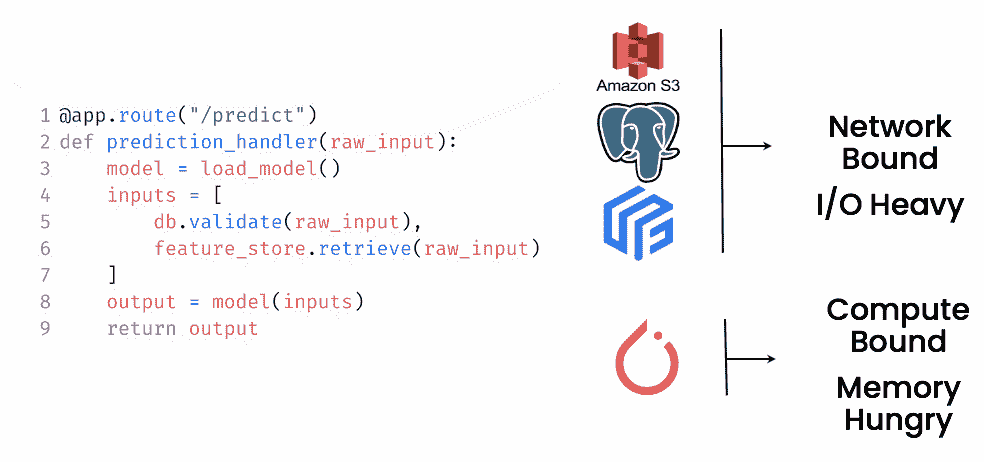 1 @app.route("/predict")
2 def prediction_handler(raw_input):
3     model = load_model()
4     inputs = [
5         db.validate(raw_input),
6         feature_store.retrieve(raw_input)
7     ]
8     output = model(inputs)
9     return output
Amazon S3
Network
Bound
I/O Heavy
Compute
Bound
Memory
Hungry